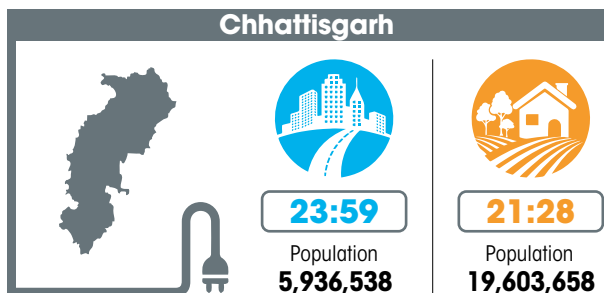 Chhattisgarh
23:59
21:28
Population
Population
5,936,538
19,603,658